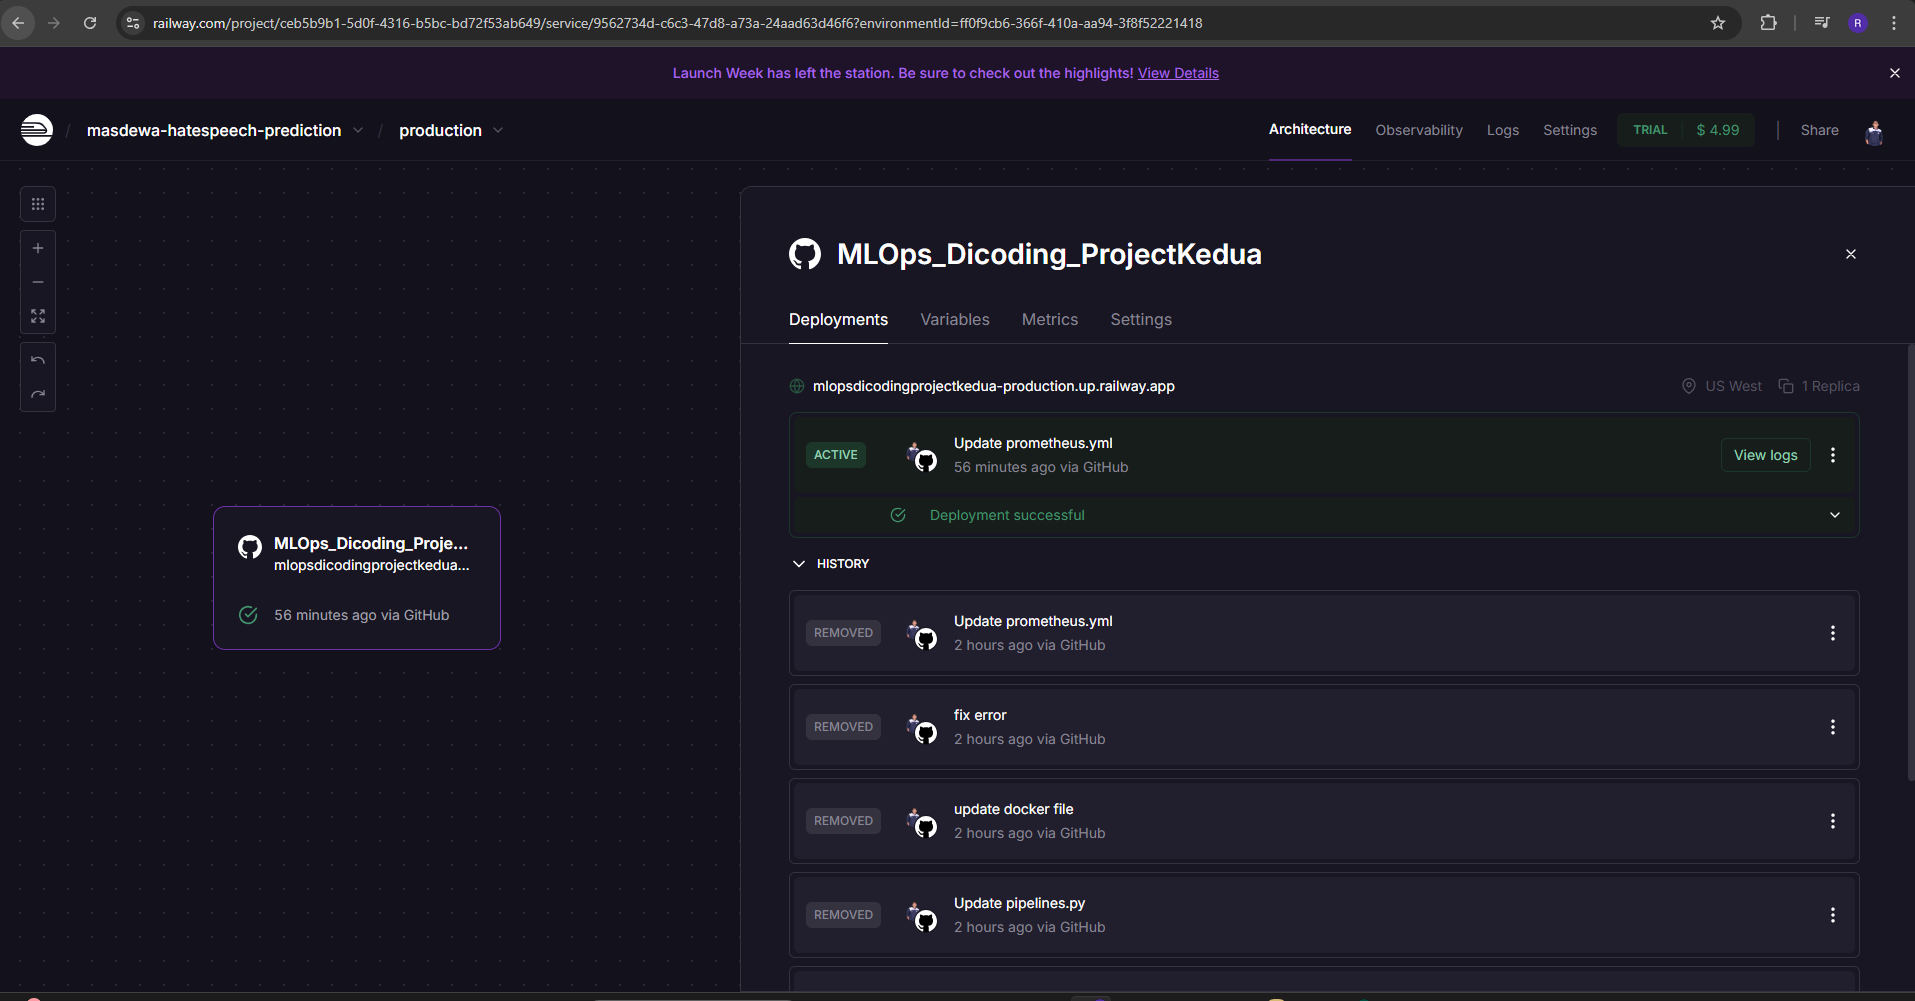 railway.com/project/ceb5b9b1-5d0f-4316-b5bc-bd72f53ab649/service/9562734d-c6c3-47d8-a73a-24aad63d46f6?environmentId=ff0f9cb6-366f-410a-aa94-3f8f52221418
R
Launch Week has left the station. Be sure to check out the highlights! View Details
/ masdewa-hatespeech-prediction / production
Architecture Observability Logs Settings TRIAL $ 4.99 Share
MLOps_Dicoding_ProjectKedua
Deployments Variables Metrics Settings
mlopsdicodingprojectkedua-production.up.railway.app US West 1 Replica
ACTIVE Update prometheus.yml
56 minutes ago via GitHub
View logs
Deployment successful
HISTORY
REMOVED Update prometheus.yml
2 hours ago via GitHub
REMOVED fix error
2 hours ago via GitHub
REMOVED update docker file
2 hours ago via GitHub
REMOVED Update pipelines.py
2 hours ago via GitHub
MLOps_Dicoding_Proje...
mlopsdicodingprojectkedua...
56 minutes ago via GitHub